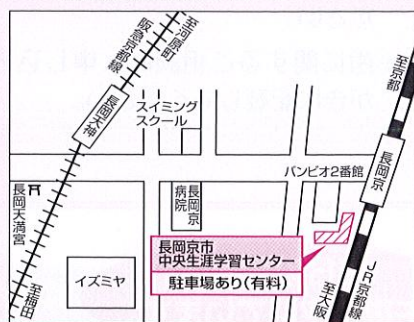 至河原町
阪急京都線
長岡天神
スイミング
スクール
至京都
長岡京
バンビオ2番館
長岡天満宮
長岡京
病院
長岡京市
中央生涯学習センター
駐車場あり(有料)
イズミヤ
至梅田
JR京都線
至大阪